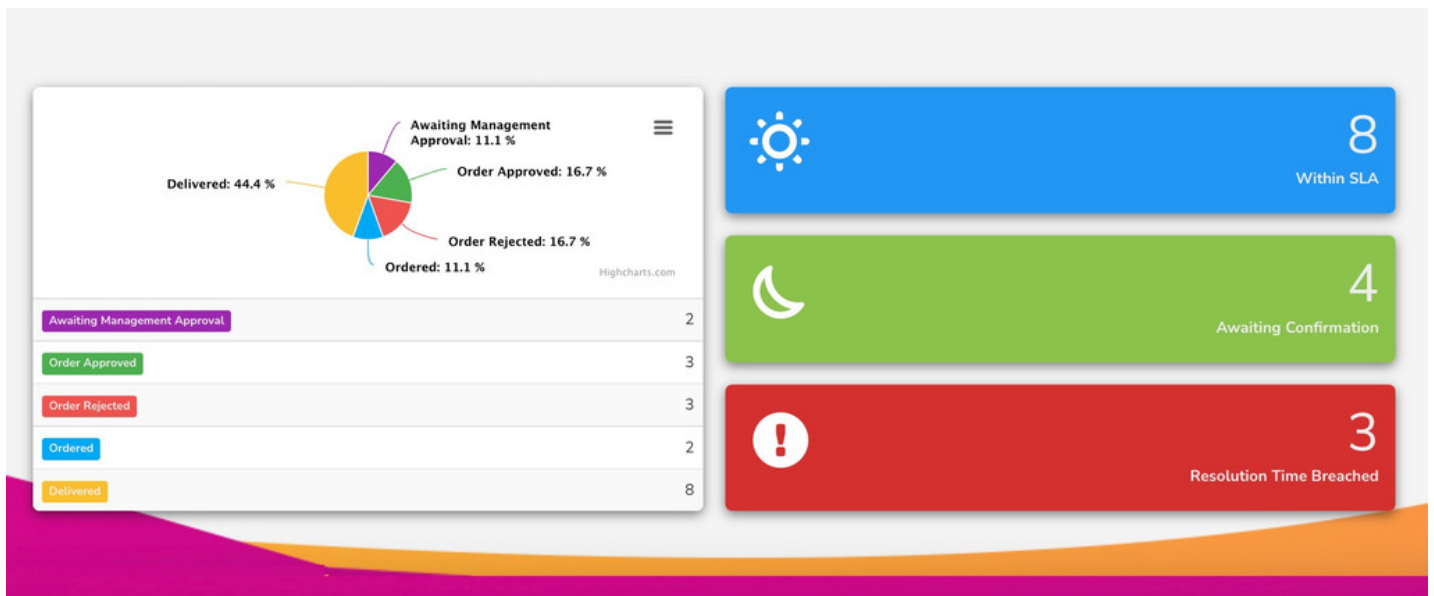 Awaiting Management
Approval: 11.1 %
Order Approved: 16.7 %
Delivered: 44.4 %
Order Rejected: 16.7 %
Ordered: 11.1 %
Highcharts.com
Awaiting Management Approval 2
Order Approved 3
Order Rejected 3
Ordered 2
Delivered 8
8
Within SLA
4
Awaiting Confirmation
3
Resolution Time Breached